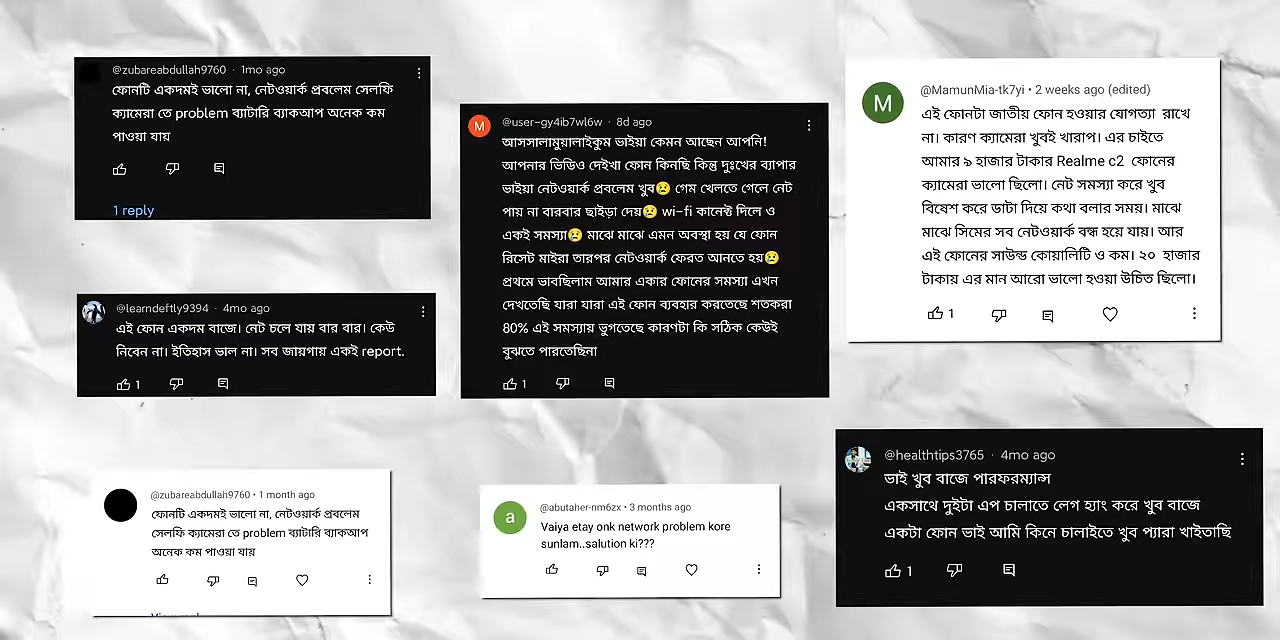 @zubareabdullah9760 · 1mo ago
ফোনটি একদমই ভালো না, নেটওয়ার্ক প্রবলেম সেলফি
ক্যামেরা তে problem ব্যাটারি ব্যাকআপ অনেক কম
পাওয়া যায়
1 reply
@learndeftly9394 · 4mo ago
এই ফোন একদম বাজে। নেট চলে যায় বার বার। কেউ
নিবেন না। ইতিহাস ভাল না। সব জায়গায় একই report.
1
@zubareabdullah9760 • 1 month ago
ফোনটি একদমই ভালো না, নেটওয়ার্ক প্রবলেম
সেলফি ক্যামেরা তে problem ব্যাটারি ব্যাকআপ
অনেক কম পাওয়া যায়
M
@user-gy4ib7wl6w · 8d ago
আসসালামুয়ালাইকুম ভাইয়া কেমন আছেন আপনি!
আপনার ভিডিও দেইখা ফোন কিনছি কিন্তু দুঃখের ব্যাপার
ভাইয়া নেটওয়ার্ক প্রবলেম খুব😢 গেম খেলতে গেলে নেট
পায় না বারবার ছাইড়া দেয়😢 wi-fi কানেক্ট দিলে ও
একই সমস্যা😢 মাঝে মাঝে এমন অবস্থা হয় যে ফোন
রিসেট মাইরা তারপর নেটওয়ার্ক ফেরত আনতে হয়😢
প্রথমে ভাবছিলাম আমার একার ফোনের সমস্যা এখন
দেখতেছি যারা যারা এই ফোন ব্যবহার করতেছে শতকরা
80% এই সমস্যায় ভুগতেছে কারণটা কি সঠিক কেউই
বুঝতে পারতেছিনা
1
a
@abutaher-nm6zx • 3 months ago
Vaiya etay onk network problem kore
sunlam..salution ki???
M
@MamunMia-tk7yi • 2 weeks ago (edited)
এই ফোনটা জাতীয় ফোন হওয়ার যোগ্যতা রাখে
না। কারণ ক্যামেরা খুবই খারাপ। এর চাইতে
আমার ৯ হাজার টাকার Realme c2 ফোনের
ক্যামেরা ভালো ছিলো। নেট সমস্যা করে খুব
বিষেশ করে ডাটা দিয়ে কথা বলার সময়। মাঝে
মাঝে সিমের সব নেটওয়ার্ক বন্ধ হয়ে যায়। আর
এই ফোনের সাউন্ড কোয়ালিটি ও কম। ২০ হাজার
টাকায় এর মান আরো ভালো হওয়া উচিত ছিলো।
1
@healthtips3765 · 4mo ago
ভাই খুব বাজে পারফরম্যান্স
একসাথে দুইটা এপ চালাতে লেগ হ্যাং করে খুব বাজে
একটা ফোন ভাই আমি কিনে চালাইতে খুব প্যারা খাইতাছি
1